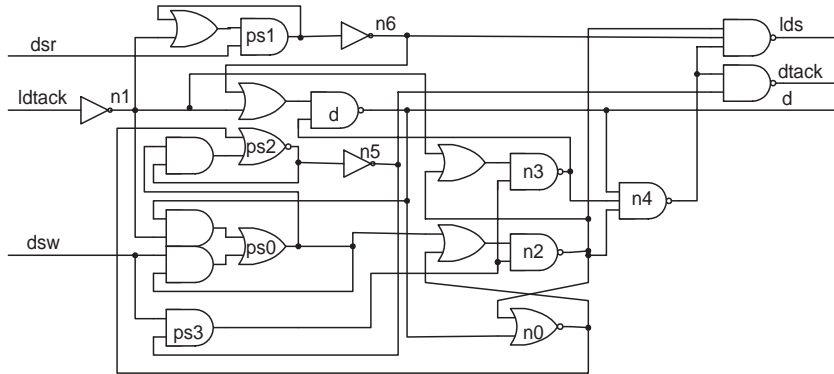 n6
lds
ps1
dsr
dtack
n1
ldtack
d
d
ps2
n5
n3
n4
dsw
ps0
n2
ps3
n0